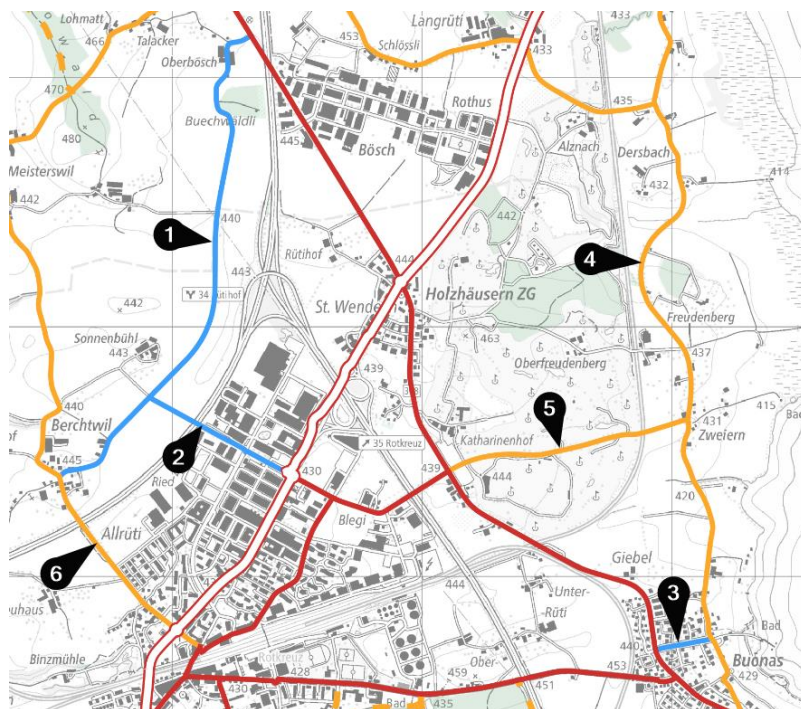 Lohmatt
466
Talacker
Oberbösch
453
Schlössli
Langrüti
433
433
470
Buechwäldli
445
Rothus
435
480
Bösch
Alznach
Dersbach
Meisterswil
432
414
442
440
442
1
443
Rütihof
444
4
34 Rütihof
St. Wendelin
Holzhäusern ZG
442
Freudenberg
Sonnenbühl
463
443
439
Oberfreudenberg
437
440
5
415
Berchtwil
35 Rotkreuz
Katharinenhof
431
Zweiern
2
445
Ried
430
439
444
420
Allrüti
Blegi
6
Giebel
444
Unter-
Rüti
3
430
440
Bad
Binzmühle
Rotkreuz
428
Ober-
459
453
Buonas
430
Bad
435
451
429